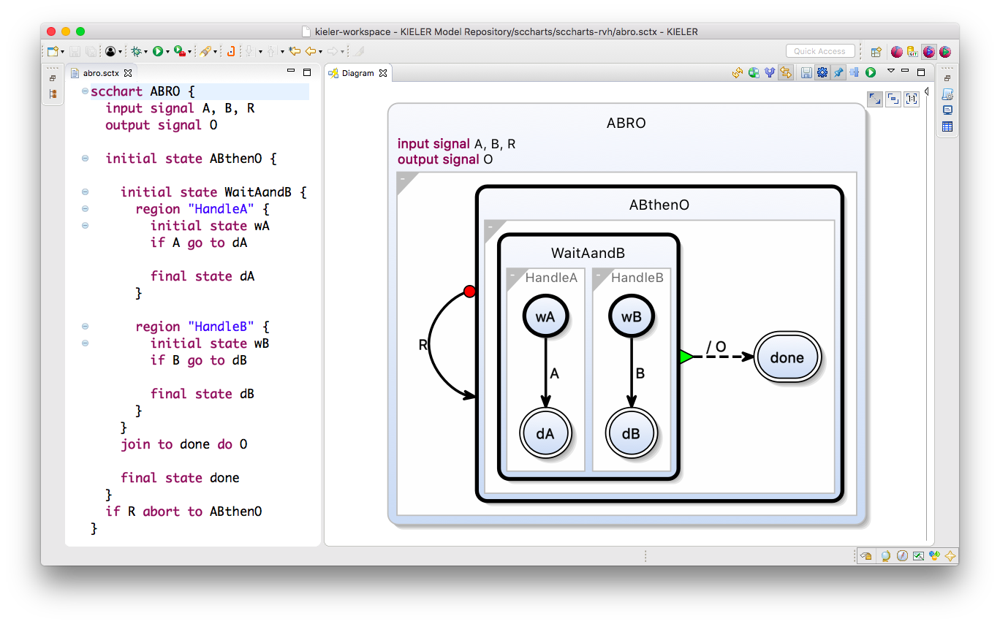 kieler-workspace - KIELER Model Repository/sccharts/sccharts-rvh/abro.sctx - KIELER
Quick Access
abro.sctx
scchart ABRO {
input signal A, B, R
output signal O
initial state ABthenO {
initial state WaitAandB {
region "HandleA" {
initial state wA
if A go to dA
final state dA
}
region "HandleB" {
initial state wB
if B go to dB
final state dB
}
}
join to done do O
final state done
}
if R abort to ABthenO
}
Diagram
ABRO
input signal A, B, R
output signal O
ABthenO
WaitAandB
HandleA
HandleB
wA
wB
R
/ O
done
A
B
dA
dB